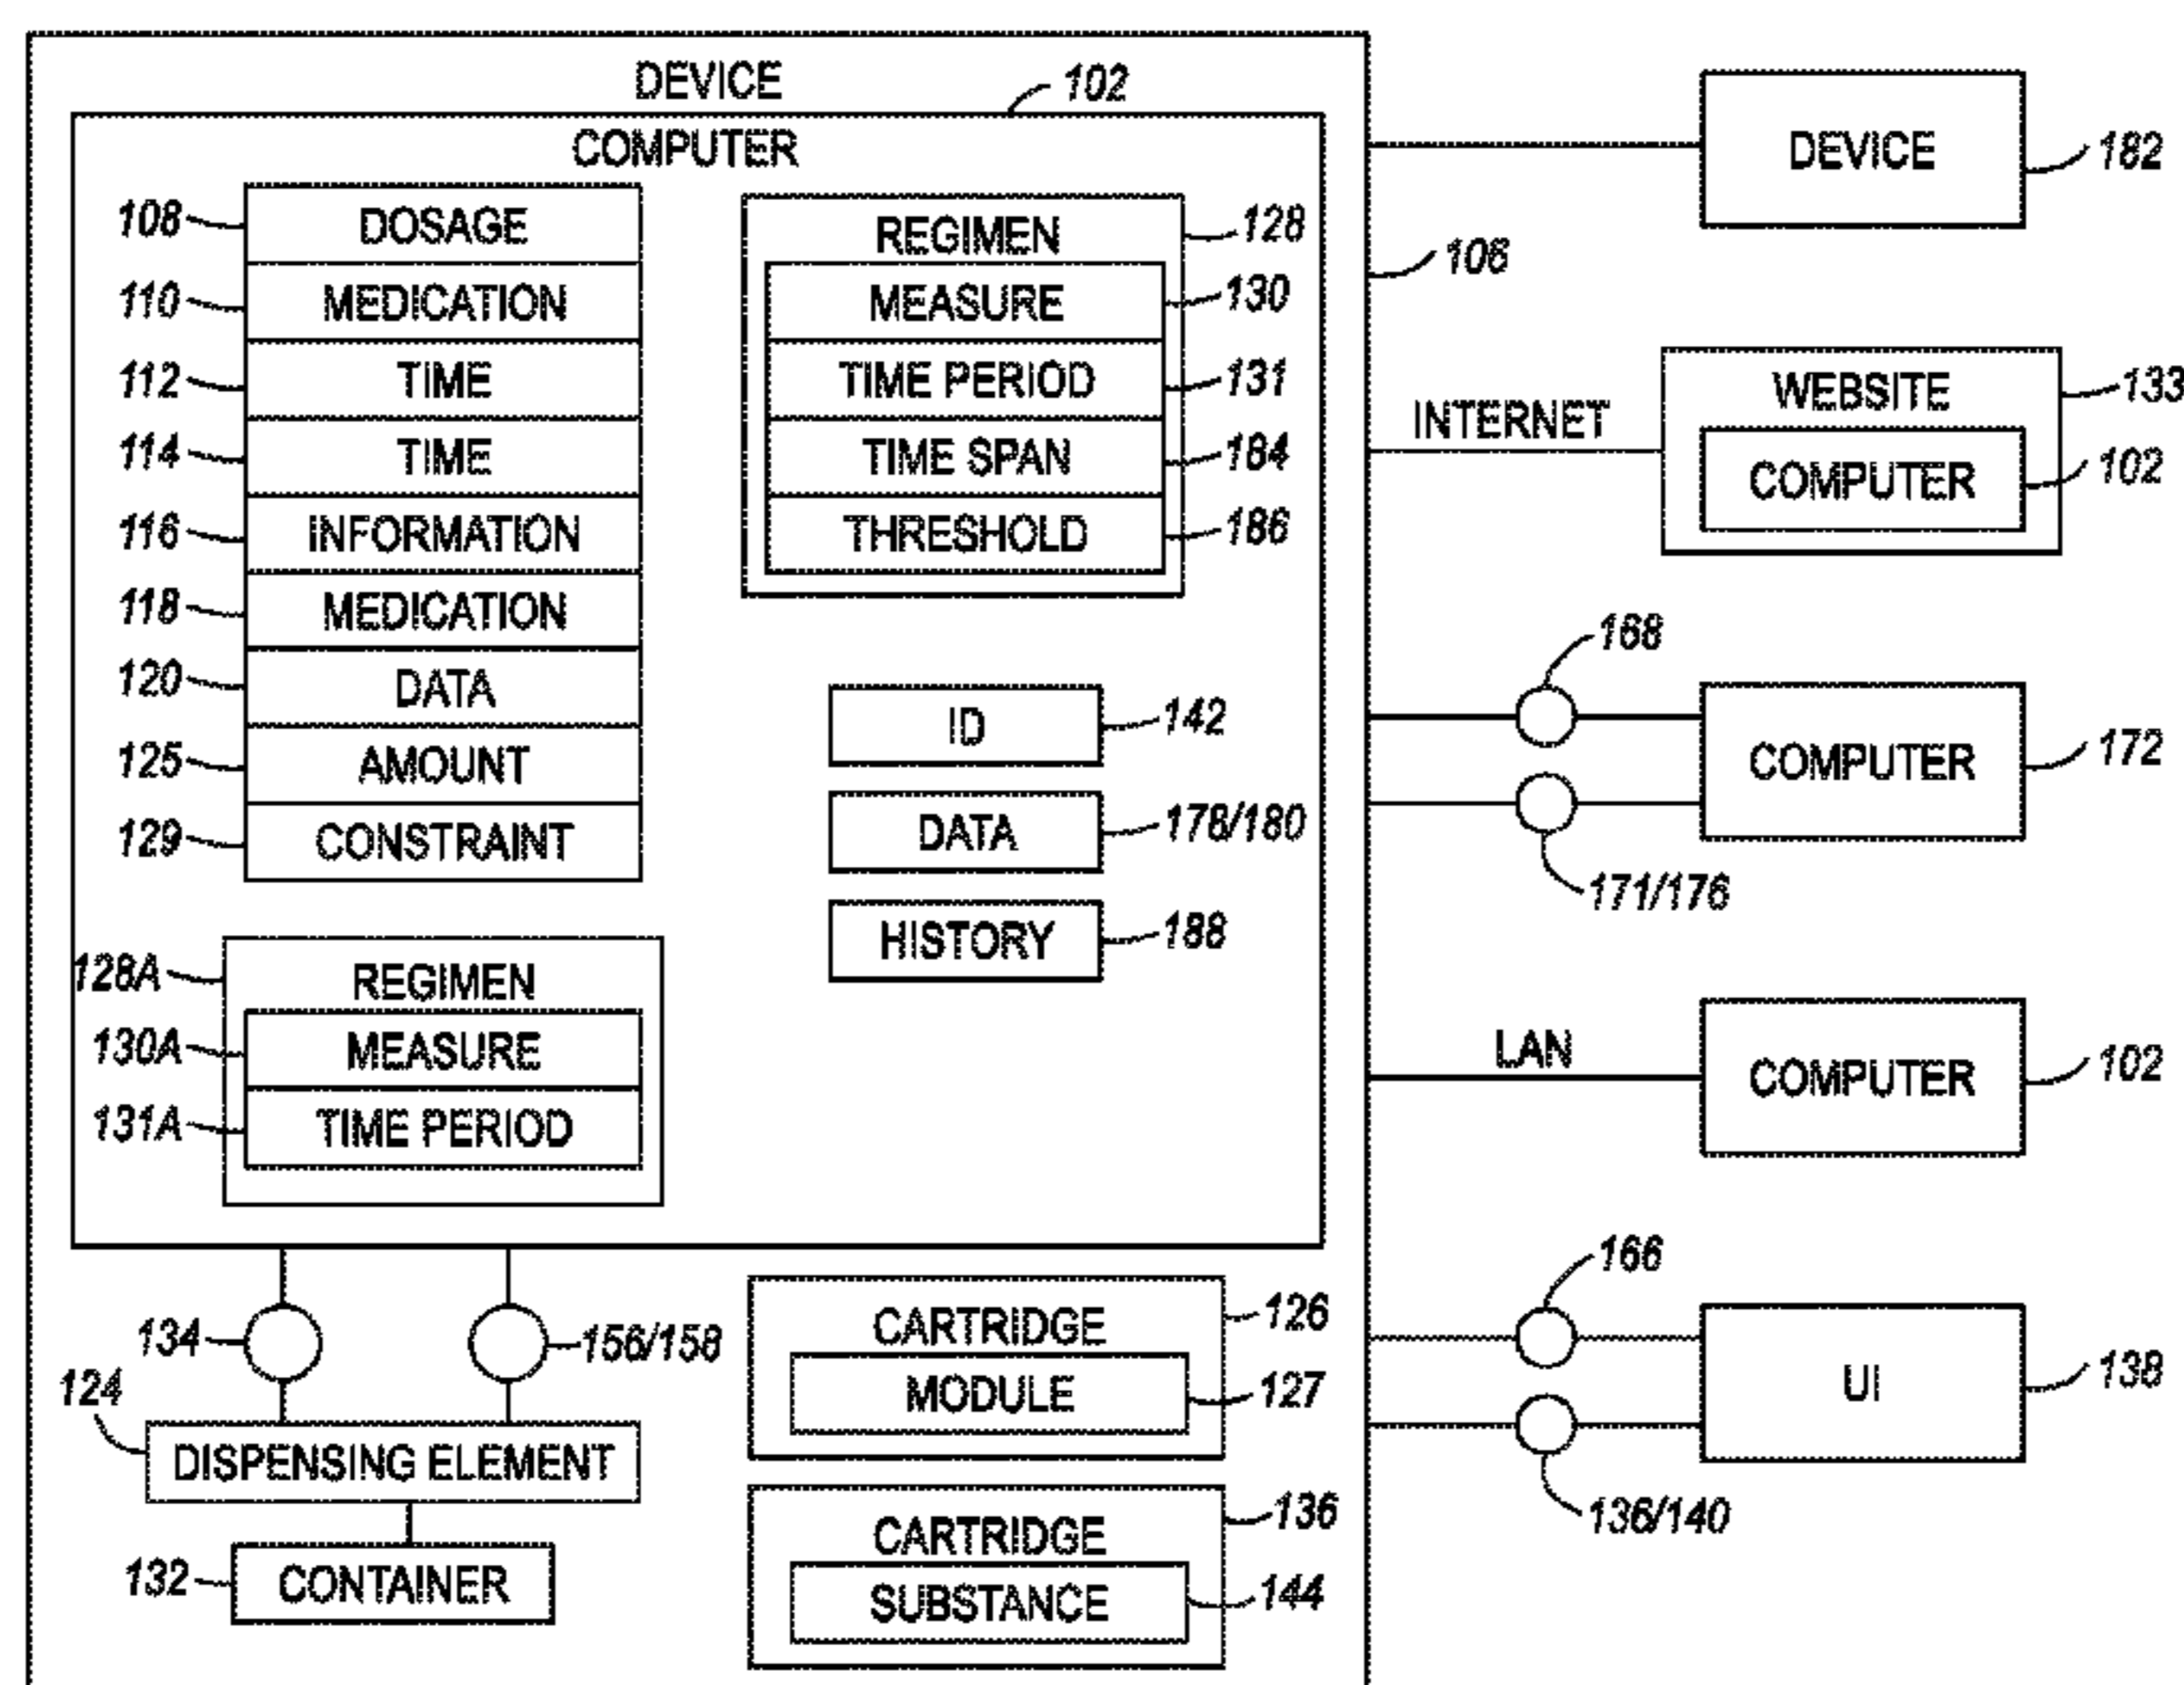 DEVICE
102
COMPUTER
108 DOSAGE
110 MEDICATION
112 TIME
114 TIME
116 INFORMATION
118 MEDICATION
120 DATA
125 AMOUNT
129 CONSTRAINT
REGIMEN 128
MEASURE 130
TIME PERIOD 131
TIME SPAN 184
THRESHOLD 186
ID 142
DATA 178/180
HISTORY 188
128A REGIMEN
130A MEASURE
131A TIME PERIOD
134
156/158
124
DISPENSING ELEMENT
132 CONTAINER
CARTRIDGE 126
MODULE 127
CARTRIDGE 136
SUBSTANCE 144
106
DEVICE 182
INTERNET
WEBSITE 133
COMPUTER 102
168
COMPUTER 172
171/176
LAN
COMPUTER 102
166
UI 138
136/140